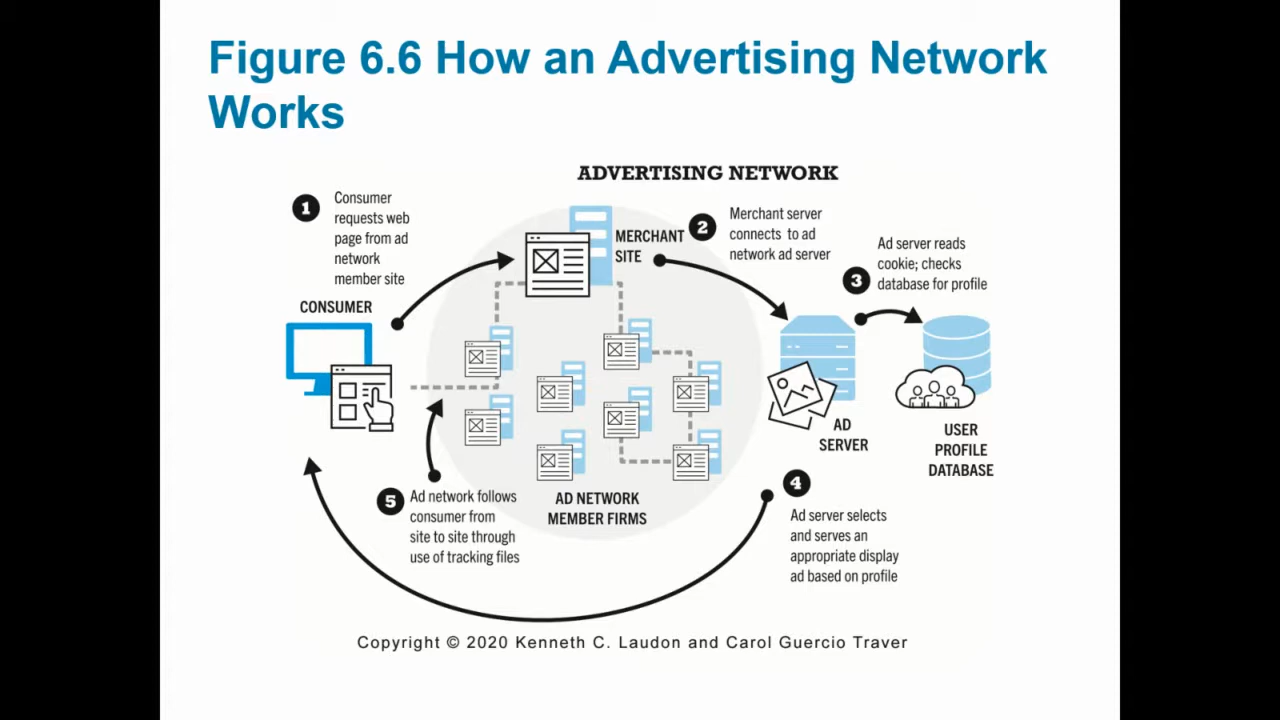 Figure 6.6 How an Advertising Network
Works
ADVERTISING NETWORK
1
Consumer
requests web
page from ad
network
member site
CONSUMER
MERCHANT
SITE
2
Merchant server
connects to ad
network ad server
3
Ad server reads
cookie; checks
database for profile
AD
SERVER
USER
PROFILE
DATABASE
4
Ad server selects
and serves an
appropriate display
ad based on profile
5
Ad network follows
consumer from
site to site through
use of tracking files
AD NETWORK
MEMBER FIRMS
Copyright © 2020 Kenneth C. Laudon and Carol Guercio Traver